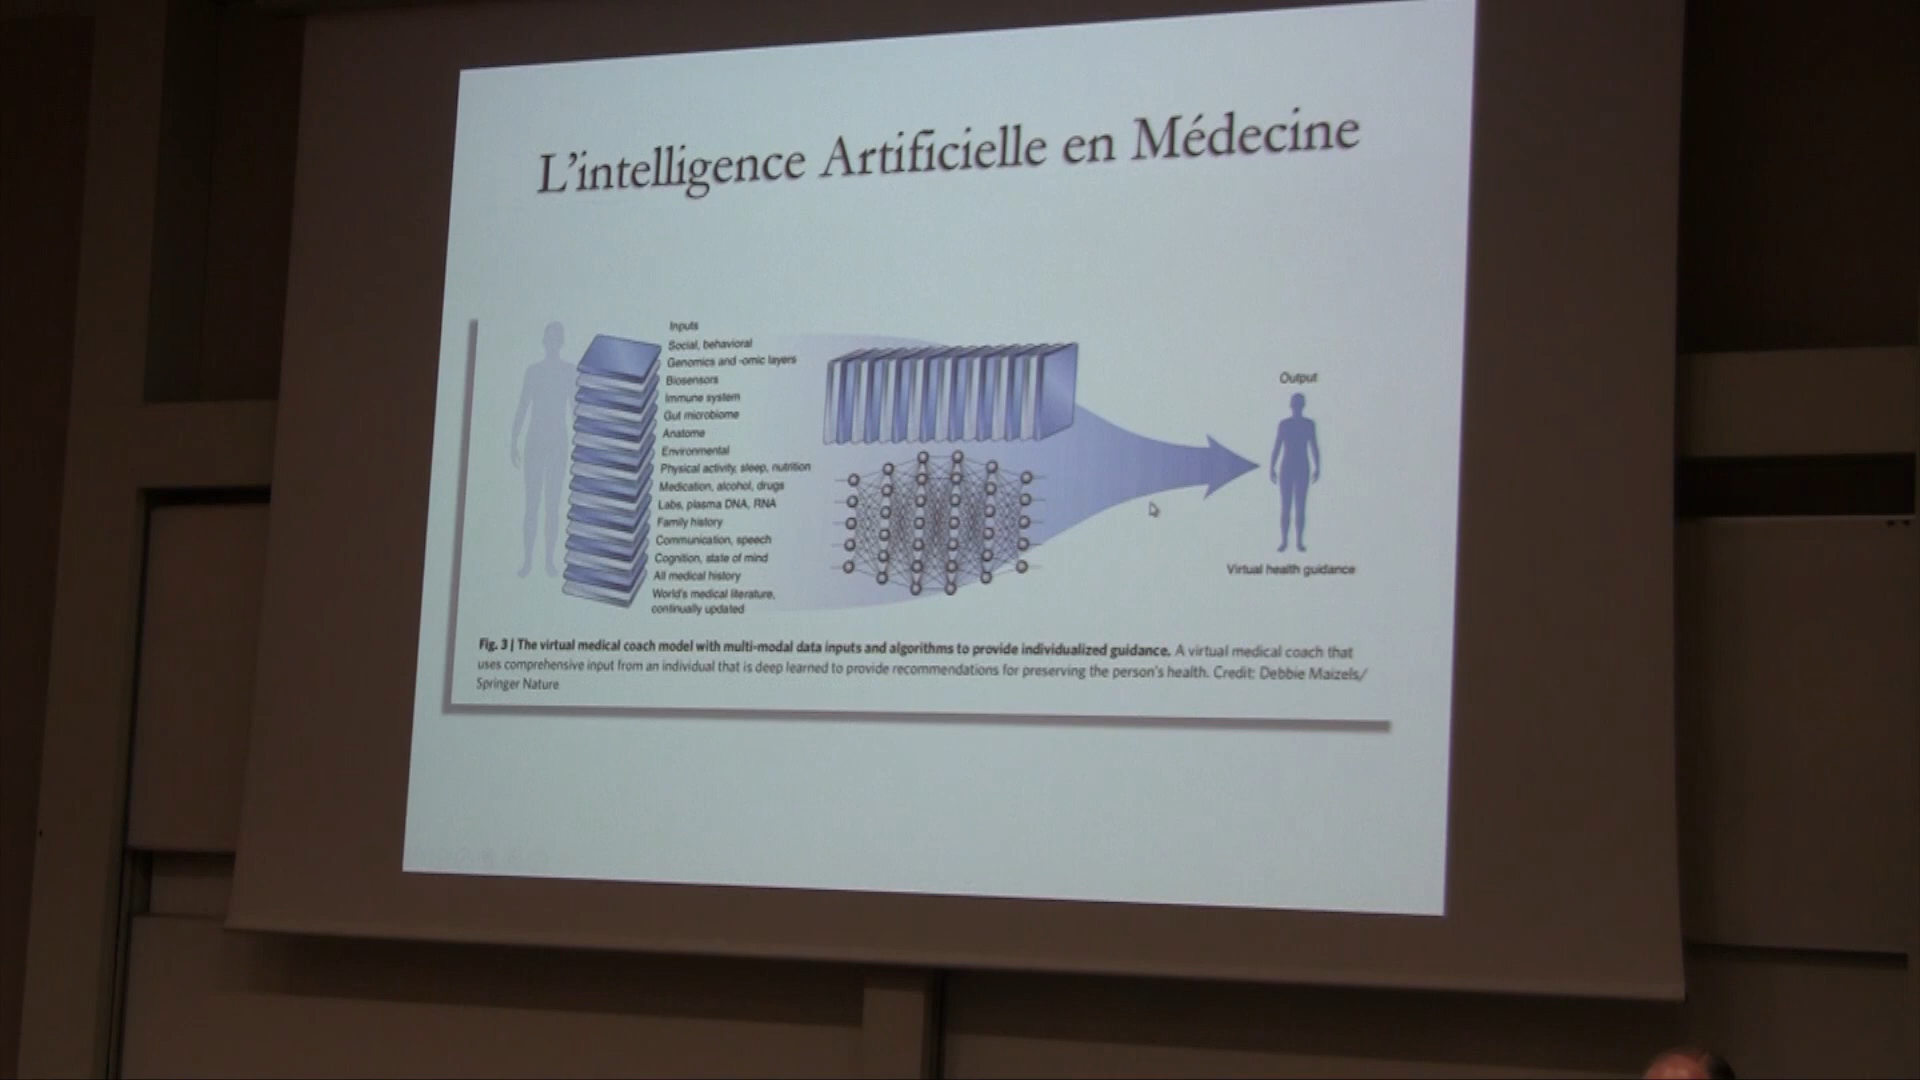 L'intelligence Artificielle en Médecine
Inputs
Social, behavioral
Genomics and -omic layers
Biosensors
Immune system
Gut microbiome
Anatome
Environmental
Physical activity, sleep, nutrition
Medication, alcohol, drugs
Labs, plasma DNA, RNA
Family history
Communication, speech
Cognition, state of mind
All medical history
World's medical literature,
continually updated
Output
Virtual health guidance
Fig. 3 | The virtual medical coach model with multi-modal data inputs and algorithms to provide individualized guidance. A virtual medical coach that
uses comprehensive input from an individual that is deep learned to provide recommendations for preserving the person's health. Credit: Debbie Maizels/
Springer Nature